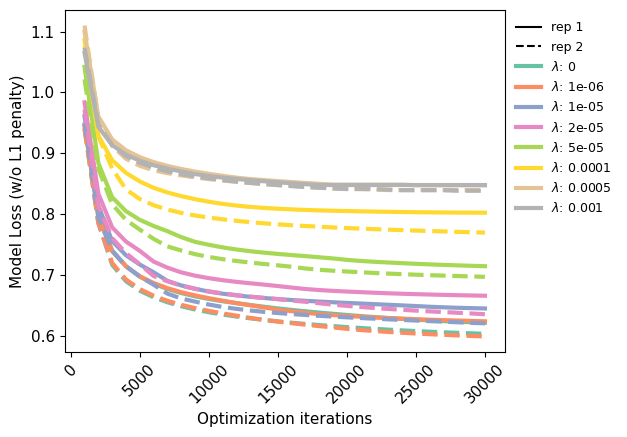 1.1
1.0
0.9
0.8
0.7
0.6
Model Loss (w/o L1 penalty)
0
5000
10000
15000
20000
25000
30000
Optimization iterations
rep 1
rep 2
λ: 0
λ: 1e-06
λ: 1e-05
λ: 2e-05
λ: 5e-05
λ: 0.0001
λ: 0.0005
λ: 0.001